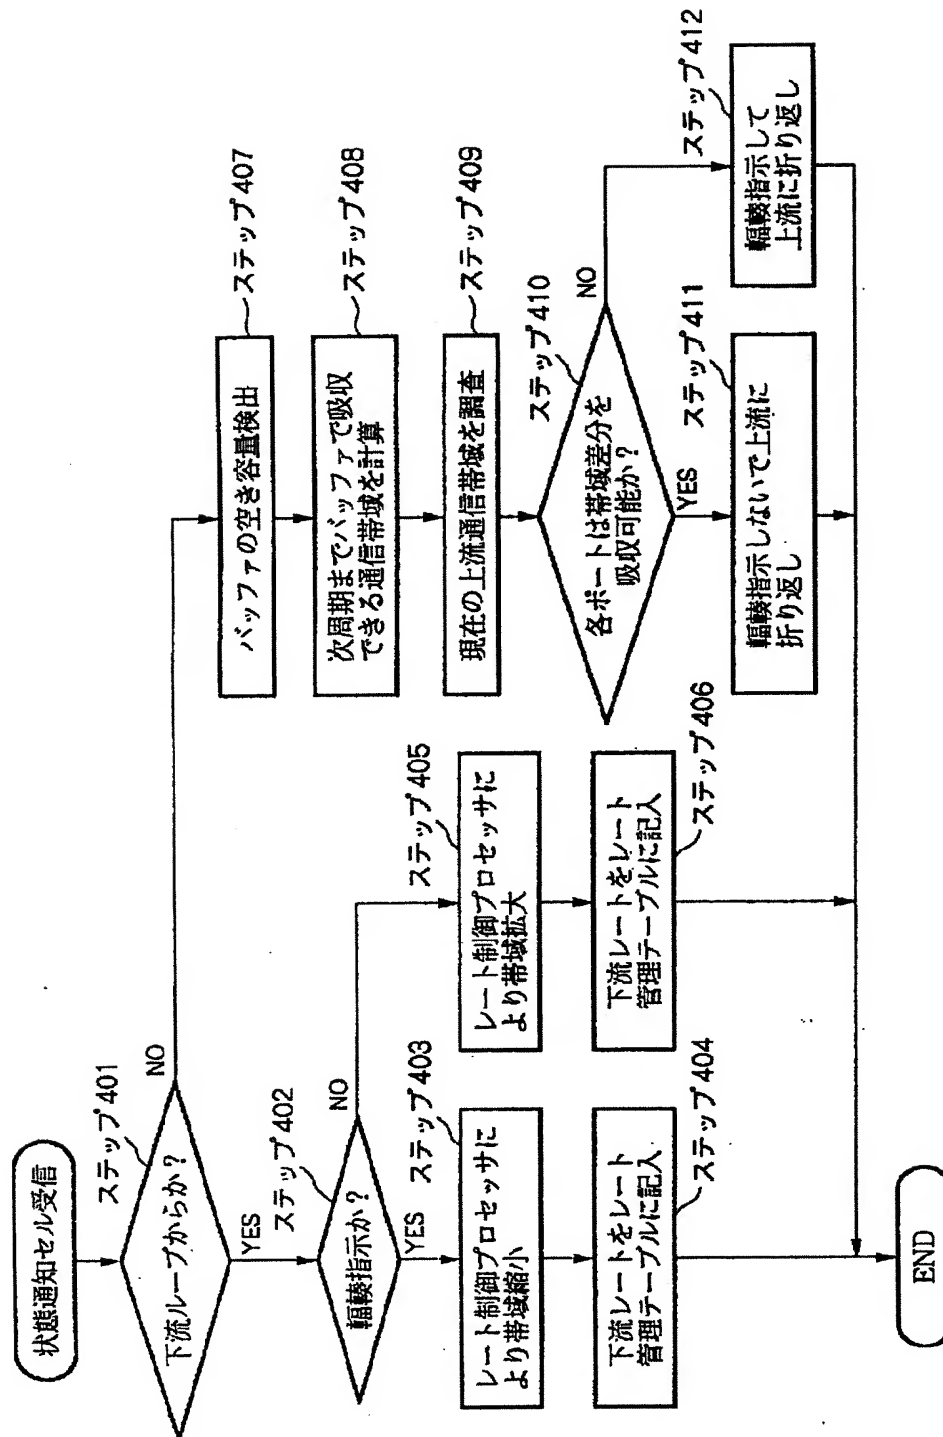 状態通知セル受信
ステップ401
下流ループからか?
NO
YES
ステップ402
輻輳指示か?
NO
YES
ステップ403
レート制御プロセッサに
より帯域縮小
下流レートをレート
管理テーブルに記入
ステップ404
ステップ405
レート制御プロセッサに
より帯域拡大
下流レートをレート
管理テーブルに記入
ステップ406
バッファの空き容量検出
ステップ407
次周期までバッファで吸収
できる通信帯域を計算
ステップ408
現在の上流通信帯域を調査
ステップ409
ステップ410
各ポートは帯域差分を
吸収可能か?
NO
YES
ステップ411
輻輳指示しないで上流に
折り返し
ステップ412
輻輳指示して
上流に折り返し
END